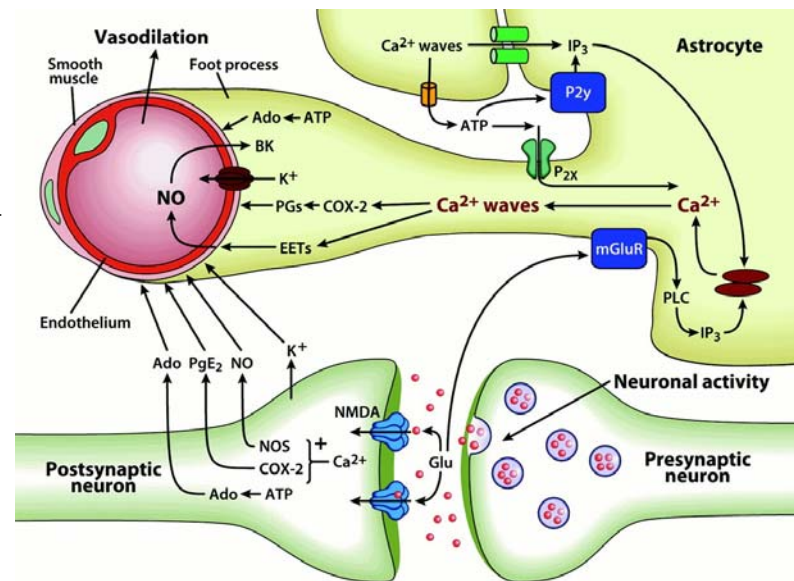 Vasodilation
Smooth
muscle
Foot process
Ca²⁺ waves
IP₃
Astrocyte
P2y
Ado ATP
ATP
BK
P₂ₓ
NO
K⁺
PGs COX-2
Ca²⁺ waves
Ca²⁺
EETs
mGluR
PLC
IP₃
Endothelium
Ado PgE₂ NO K⁺
Neuronal activity
NMDA
NOS
+
COX-2
Ca²⁺
Glu
Postsynaptic
neuron
Ado ATP
Presynaptic
neuron